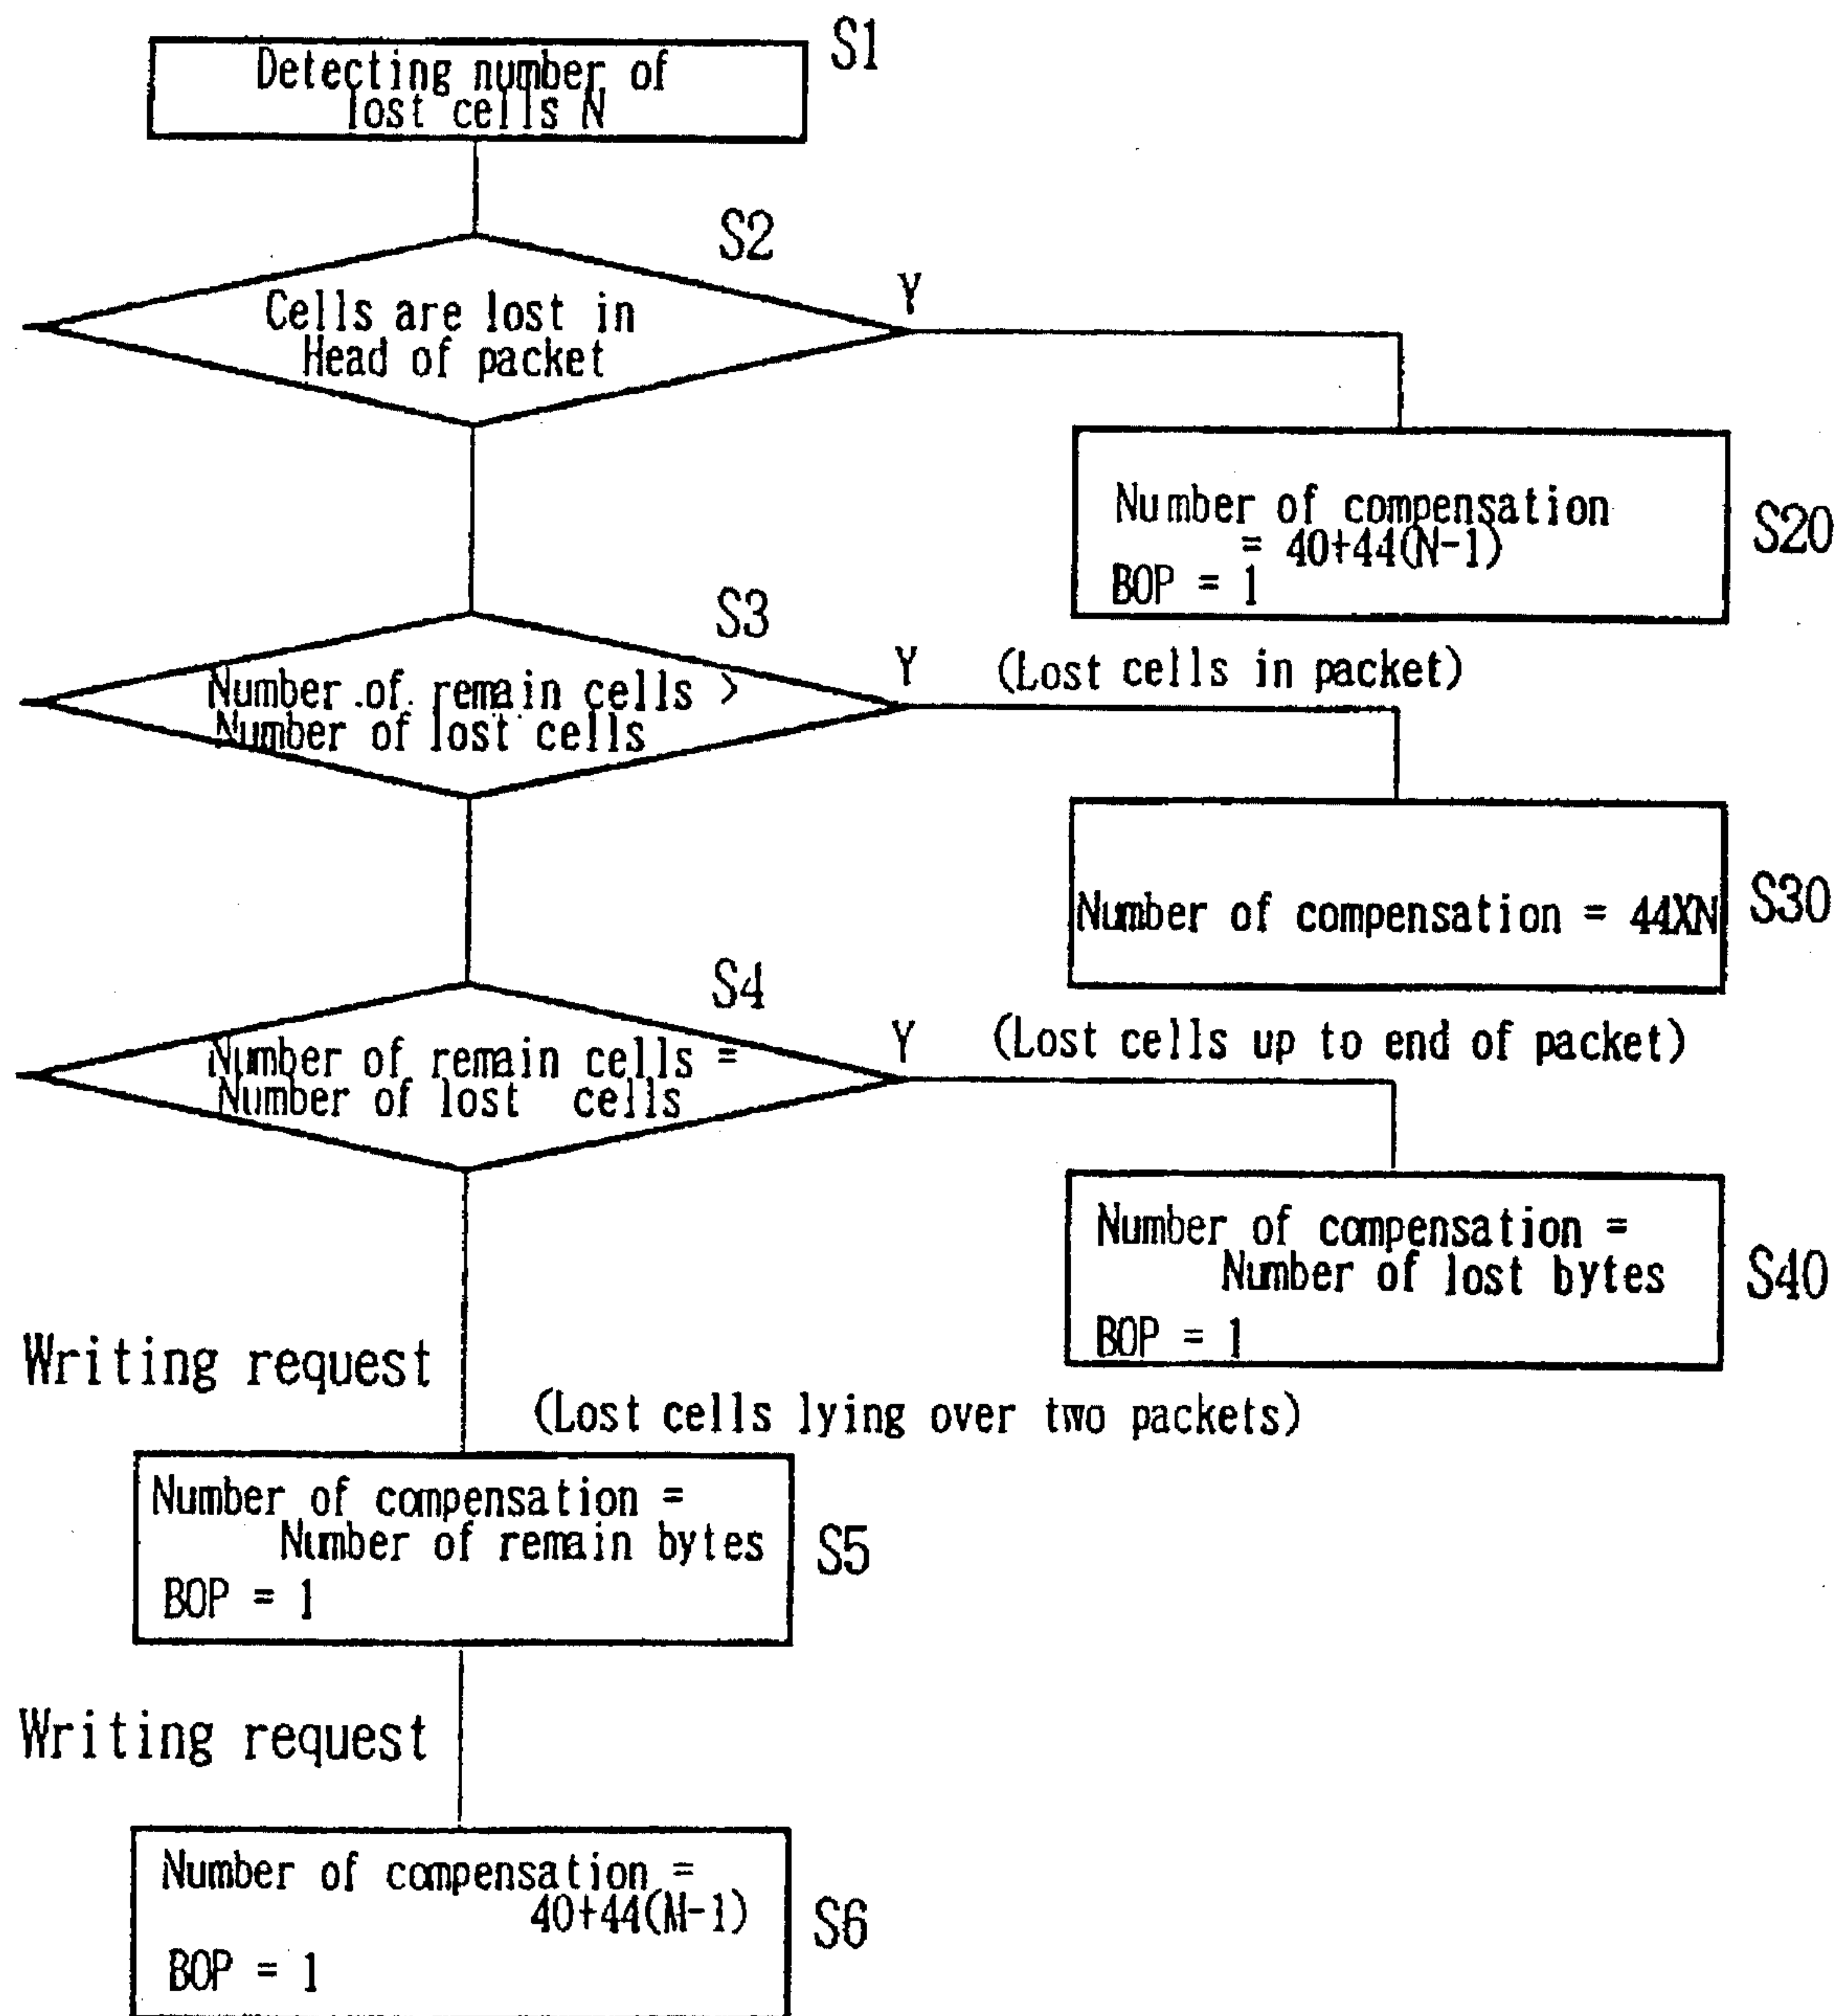 S1
Detecting number of
lost cells N
S2
Cells are lost in
Head of packet
Y
Number of compensation
= 40+44(N-1)
BOP = 1
S20
S3
Number of remain cells >
Number of lost cells
Y
(Lost cells in packet)
Number of compensation = 44XN
S30
S4
Number of remain cells =
Number of lost cells
Y
(Lost cells up to end of packet)
Number of compensation =
Number of lost bytes
BOP = 1
S40
Writing request
(Lost cells lying over two packets)
Number of compensation =
Number of remain bytes
BOP = 1
S5
Writing request
Number of compensation =
40+44(M-1)
BOP = 1
S6